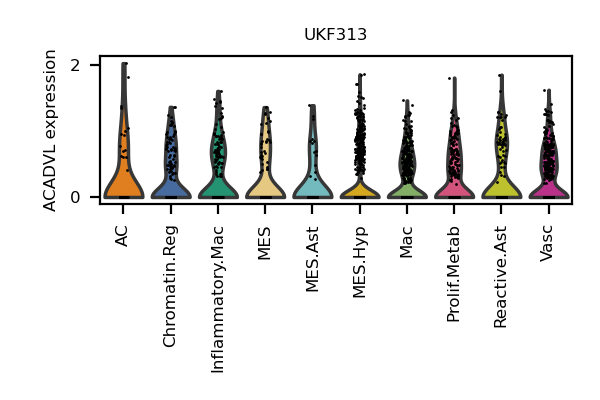 UKF313
ACADVL expression
2
0
AC
Chromatin.Reg
Inflammatory.Mac
MES
MES.Ast
MES.Hyp
Mac
Prolif.Metab
Reactive.Ast
Vasc